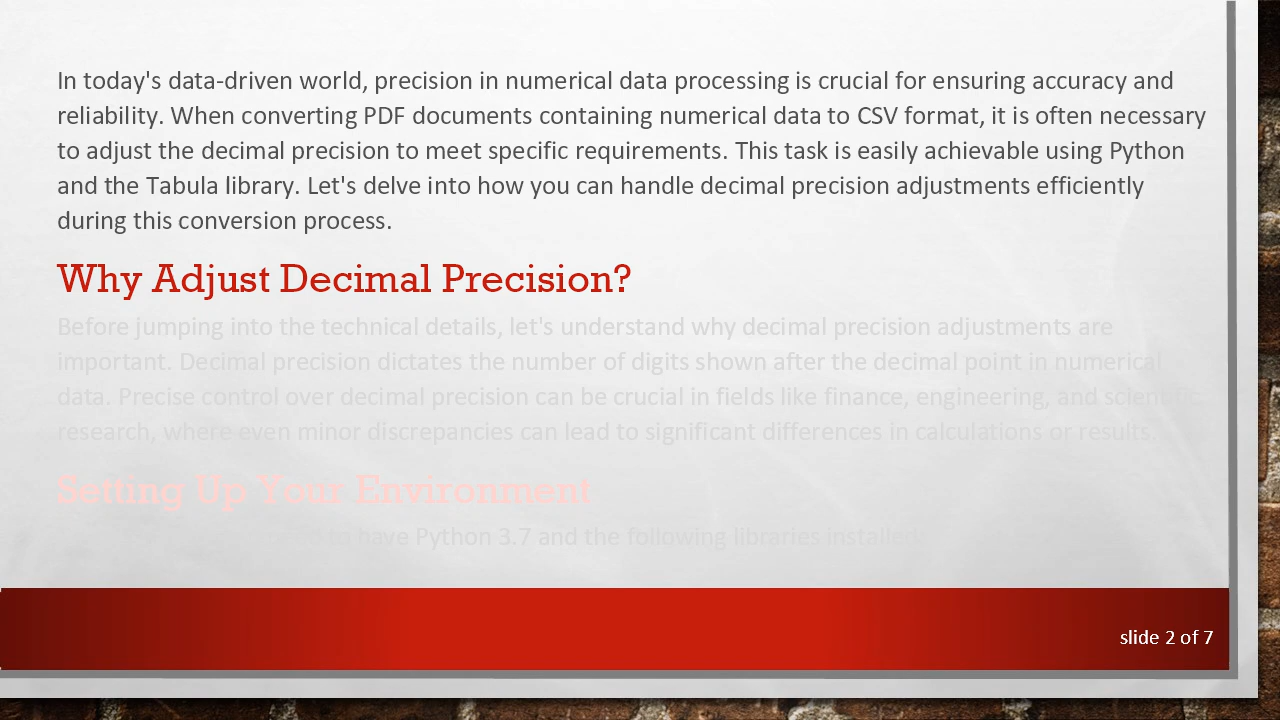 In today's data-driven world, precision in numerical data processing is crucial for ensuring accuracy and
reliability. When converting PDF documents containing numerical data to CSV format, it is often necessary
to adjust the decimal precision to meet specific requirements. This task is easily achievable using Python
and the Tabula library. Let's delve into how you can handle decimal precision adjustments efficiently
during this conversion process.
Why Adjust Decimal Precision?
Before jumping into the technical details, let's understand why decimal precision adjustments are
important. Decimal precision dictates the number of digits shown after the decimal point in numerical
data. Precise control over decimal precision can be crucial in fields like finance, engineering, and scientific
research, where even minor discrepancies can lead to significant differences in calculations or results.
Setting Up Your Environment
to have Python 3.7 and the following libraries installed
slide 2 of 7